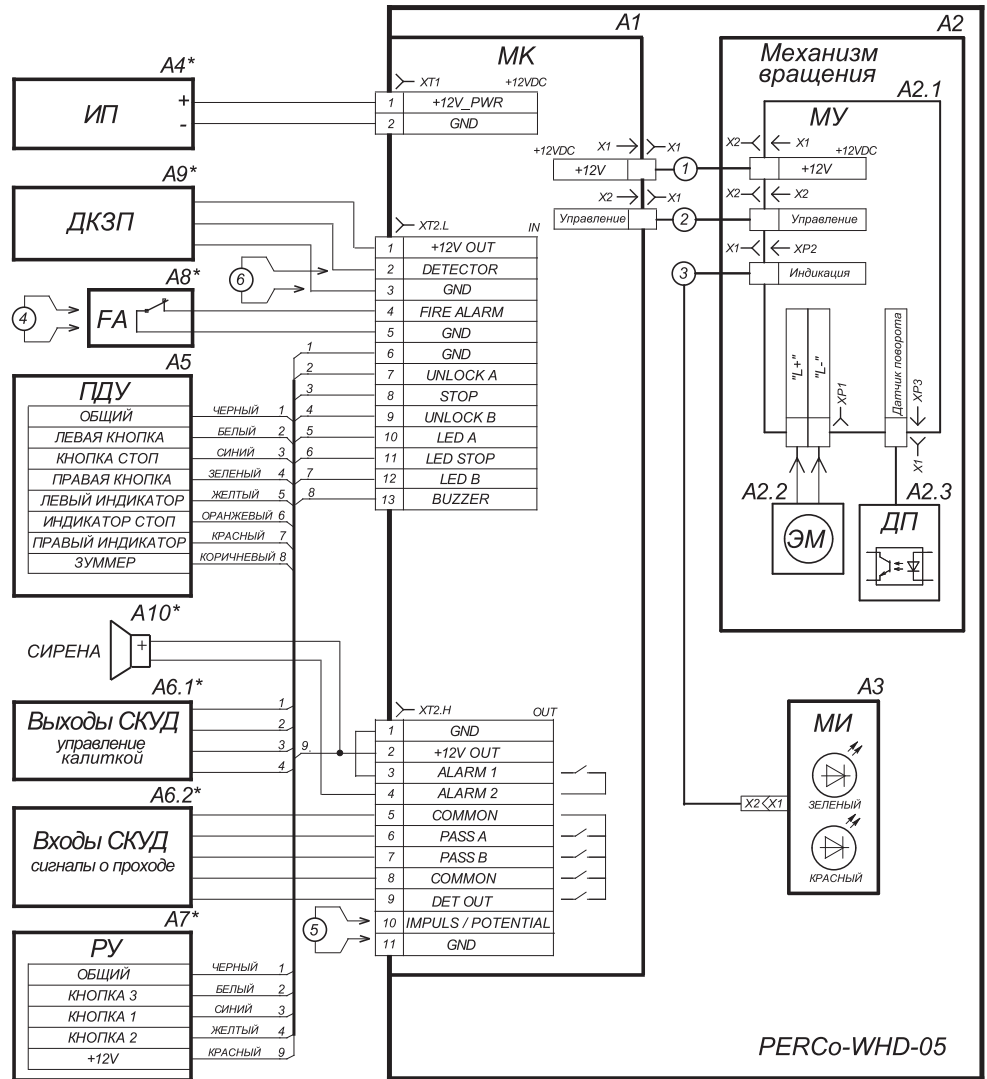 A1
A2
МК
Механизм
вращения
A2.1
МУ
A4*
ИП
+
-
XT1
+12VDC
1 +12V_PWR
2 GND
X1
X1
+12VDC
+12V
1
X2
X1
+12VDC
+12V
X2
X1
Управление
2
X2
X2
Управление
X1
XP2
3
Индикация
"L+"
"L-"
XP1
Датчик поворота
XP3
X1
A2.2
ЭМ
A2.3
ДП
A9*
ДКЗП
XT2.L
IN
1 +12V OUT
2 DETECTOR
3 GND
4 FIRE ALARM
5 GND
6 GND
7 UNLOCK A
8 STOP
9 UNLOCK B
10 LED A
11 LED STOP
12 LED B
13 BUZZER
6
A8*
4
FA
1
2
3
4
5
6
7
8
A5
ПДУ
ОБЩИЙ ЧЕРНЫЙ 1
ЛЕВАЯ КНОПКА БЕЛЫЙ 2
КНОПКА СТОП СИНИЙ 3
ПРАВАЯ КНОПКА ЗЕЛЕНЫЙ 4
ЛЕВЫЙ ИНДИКАТОР ЖЕЛТЫЙ 5
ИНДИКАТОР СТОП ОРАНЖЕВЫЙ 6
ПРАВЫЙ ИНДИКАТОР КРАСНЫЙ 7
ЗУММЕР КОРИЧНЕВЫЙ 8
A10*
СИРЕНА
+
A6.1*
Выходы СКУД
управление
калиткой
1
2
3
4
9.
XT2.H
OUT
1 GND
2 +12V OUT
3 ALARM 1
4 ALARM 2
5 COMMON
6 PASS A
7 PASS B
8 COMMON
9 DET OUT
10 IMPULS / POTENTIAL
11 GND
A6.2*
Входы СКУД
сигналы о проходе
5
A7*
РУ
ОБЩИЙ ЧЕРНЫЙ 1
КНОПКА 3 БЕЛЫЙ 2
КНОПКА 1 СИНИЙ 3
КНОПКА 2 ЖЕЛТЫЙ 4
+12V КРАСНЫЙ 9
A3
МИ
X2
X1
ЗЕЛЕНЫЙ
КРАСНЫЙ
PERCo-WHD-05